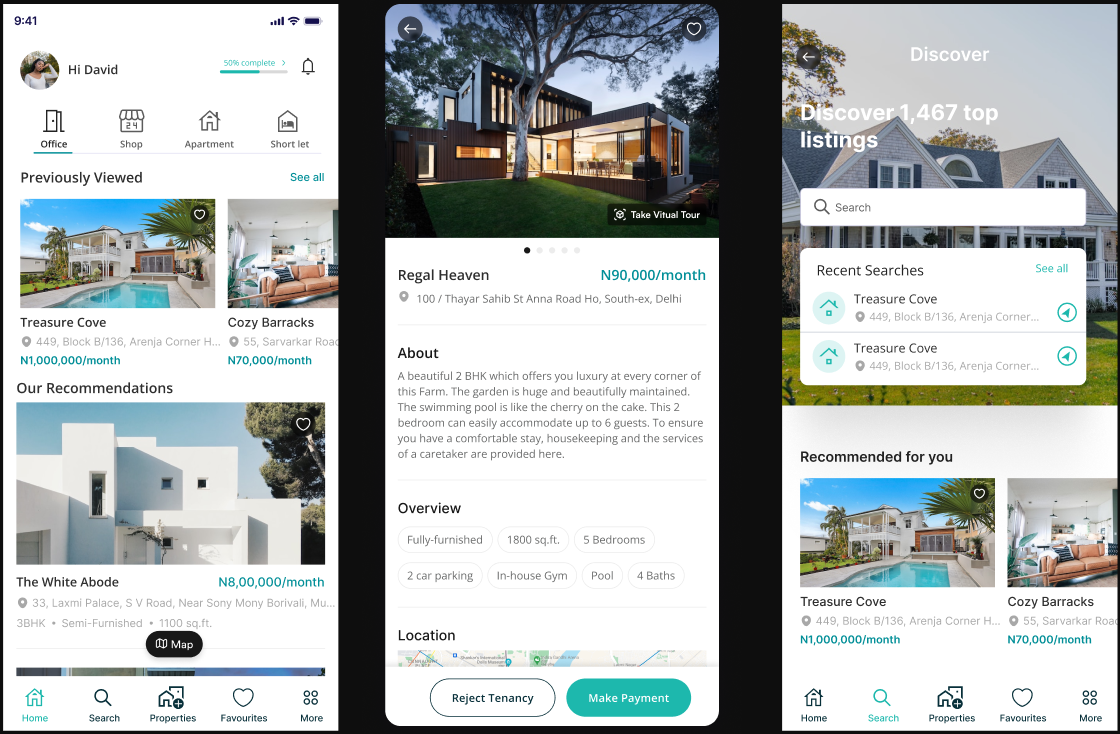 9:41
Hi David
50% complete >
Office
Shop
24
Apartment
Short let
Previously Viewed
See all
Treasure Cove
449, Block B/136, Arenja Corner H...
N1,000,000/month
Cozy Barracks
55, Sarvarkar Road
N70,000/month
Our Recommendations
The White Abode
N8,00,000/month
33, Laxmi Palace, S V Road, Near Sony Mony Borivali, Mu...
3BHK • Semi-Furnished • 1100 sq.ft.
Map
Home
Search
Properties
Favourites
More
Take Vitual Tour
Regal Heaven
N90,000/month
100 / Thayar Sahib St Anna Road Ho, South-ex, Delhi
About
A beautiful 2 BHK which offers you luxury at every corner of
this Farm. The garden is huge and beautifully maintained.
The swimming pool is like the cherry on the cake. This 2
bedroom can easily accommodate up to 6 guests. To ensure
you have a comfortable stay, housekeeping and the services
of a caretaker are provided here.
Overview
Fully-furnished
1800 sq.ft.
5 Bedrooms
2 car parking
In-house Gym
Pool
4 Baths
Location
Reject Tenancy
Make Payment
Discover
Discover 1,467 top
listings
Search
Recent Searches
See all
Treasure Cove
449, Block B/136, Arenja Corner...
Treasure Cove
449, Block B/136, Arenja Corner...
Recommended for you
Treasure Cove
449, Block B/136, Arenja Corner H...
N1,000,000/month
Cozy Barracks
55, Sarvarkar Road
N70,000/month
Home
Search
Properties
Favourites
More